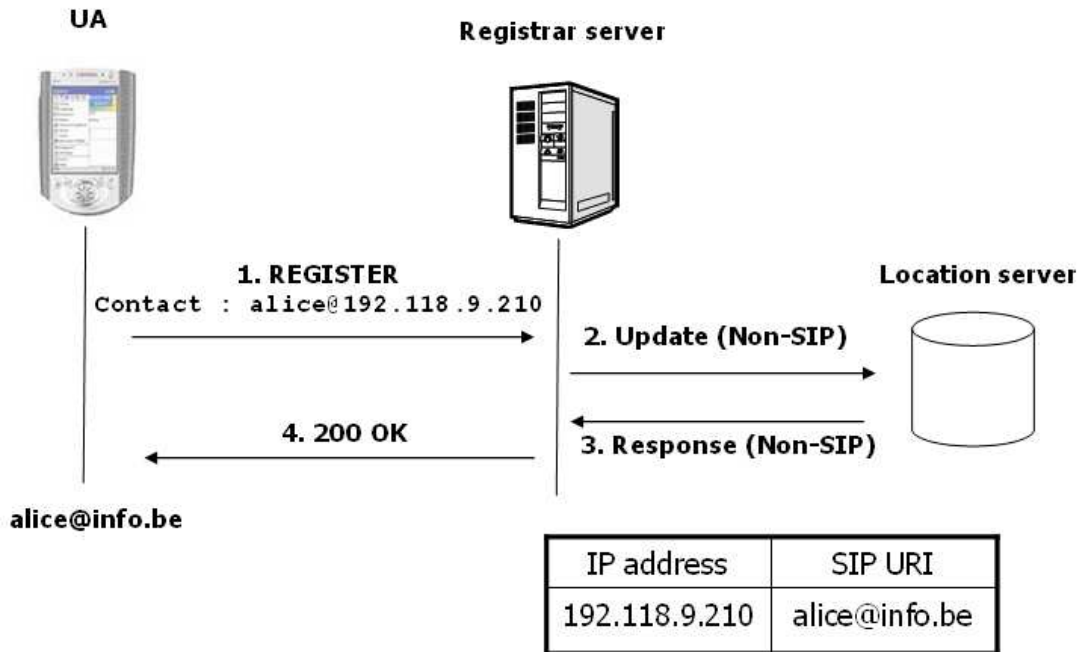 UA
Registrar server
1. REGISTER
Contact : alice@192.118.9.210
Location server
2. Update (Non-SIP)
3. Response (Non-SIP)
4. 200 OK
alice@info.be
IP address SIP URI
192.118.9.210 alice@info.be